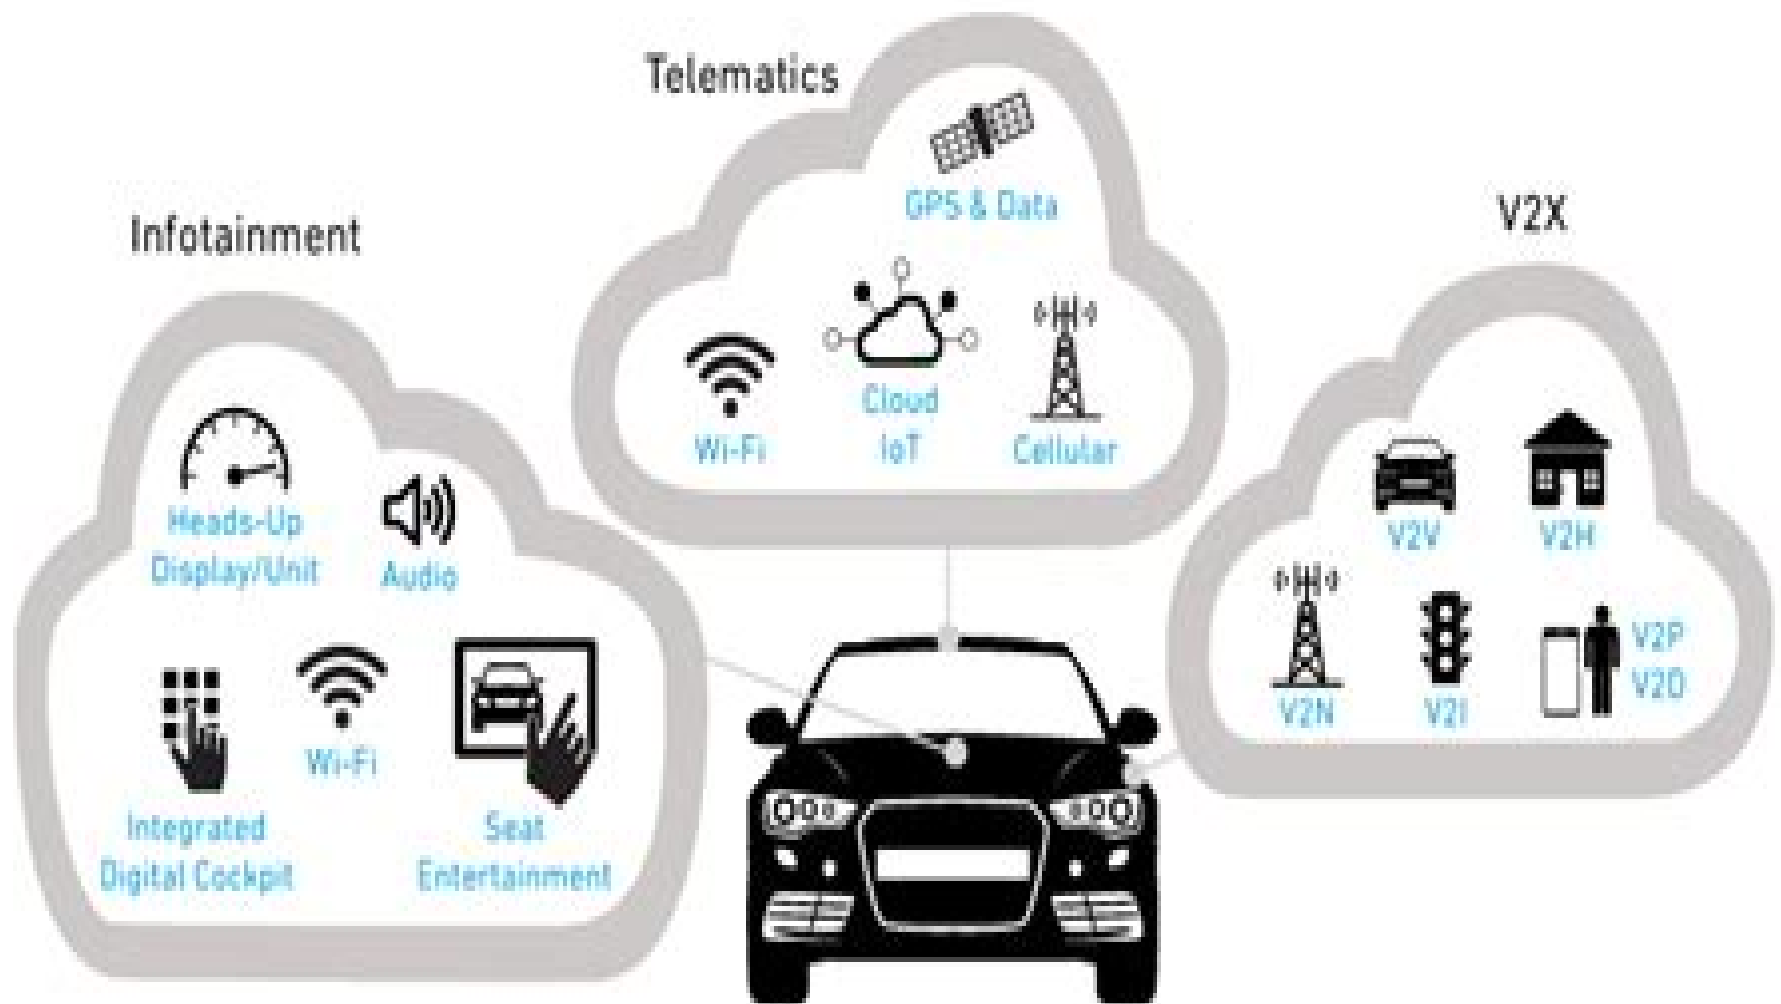 Telematics
GPS & Data
Wi-Fi
Cloud
IoT
Cellular
Infotainment
Heads-Up
Display/Unit
Audio
Wi-Fi
Integrated
Digital Cockpit
Seat
Entertainment
V2X
V2V
V2H
V2N
V2I
V2P
V2D